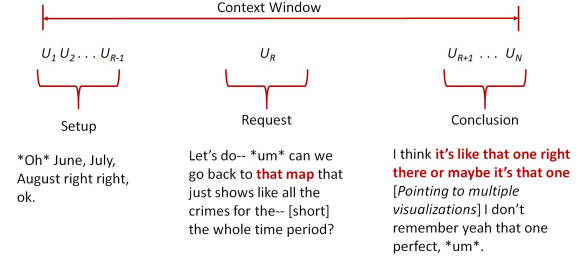 Context Window
U1 U2 . . . UR-1
UR
UR+1 . . . UN
Setup
Request
Conclusion
*Oh* June, July,
August right right,
ok.
Let's do-- *um* can we
go back to that map that
just shows like all the
crimes for the-- [short]
the whole time period?
I think it's like that one right
there or maybe it's that one
[Pointing to multiple
visualizations] I don't
remember yeah that one
perfect, *um*.